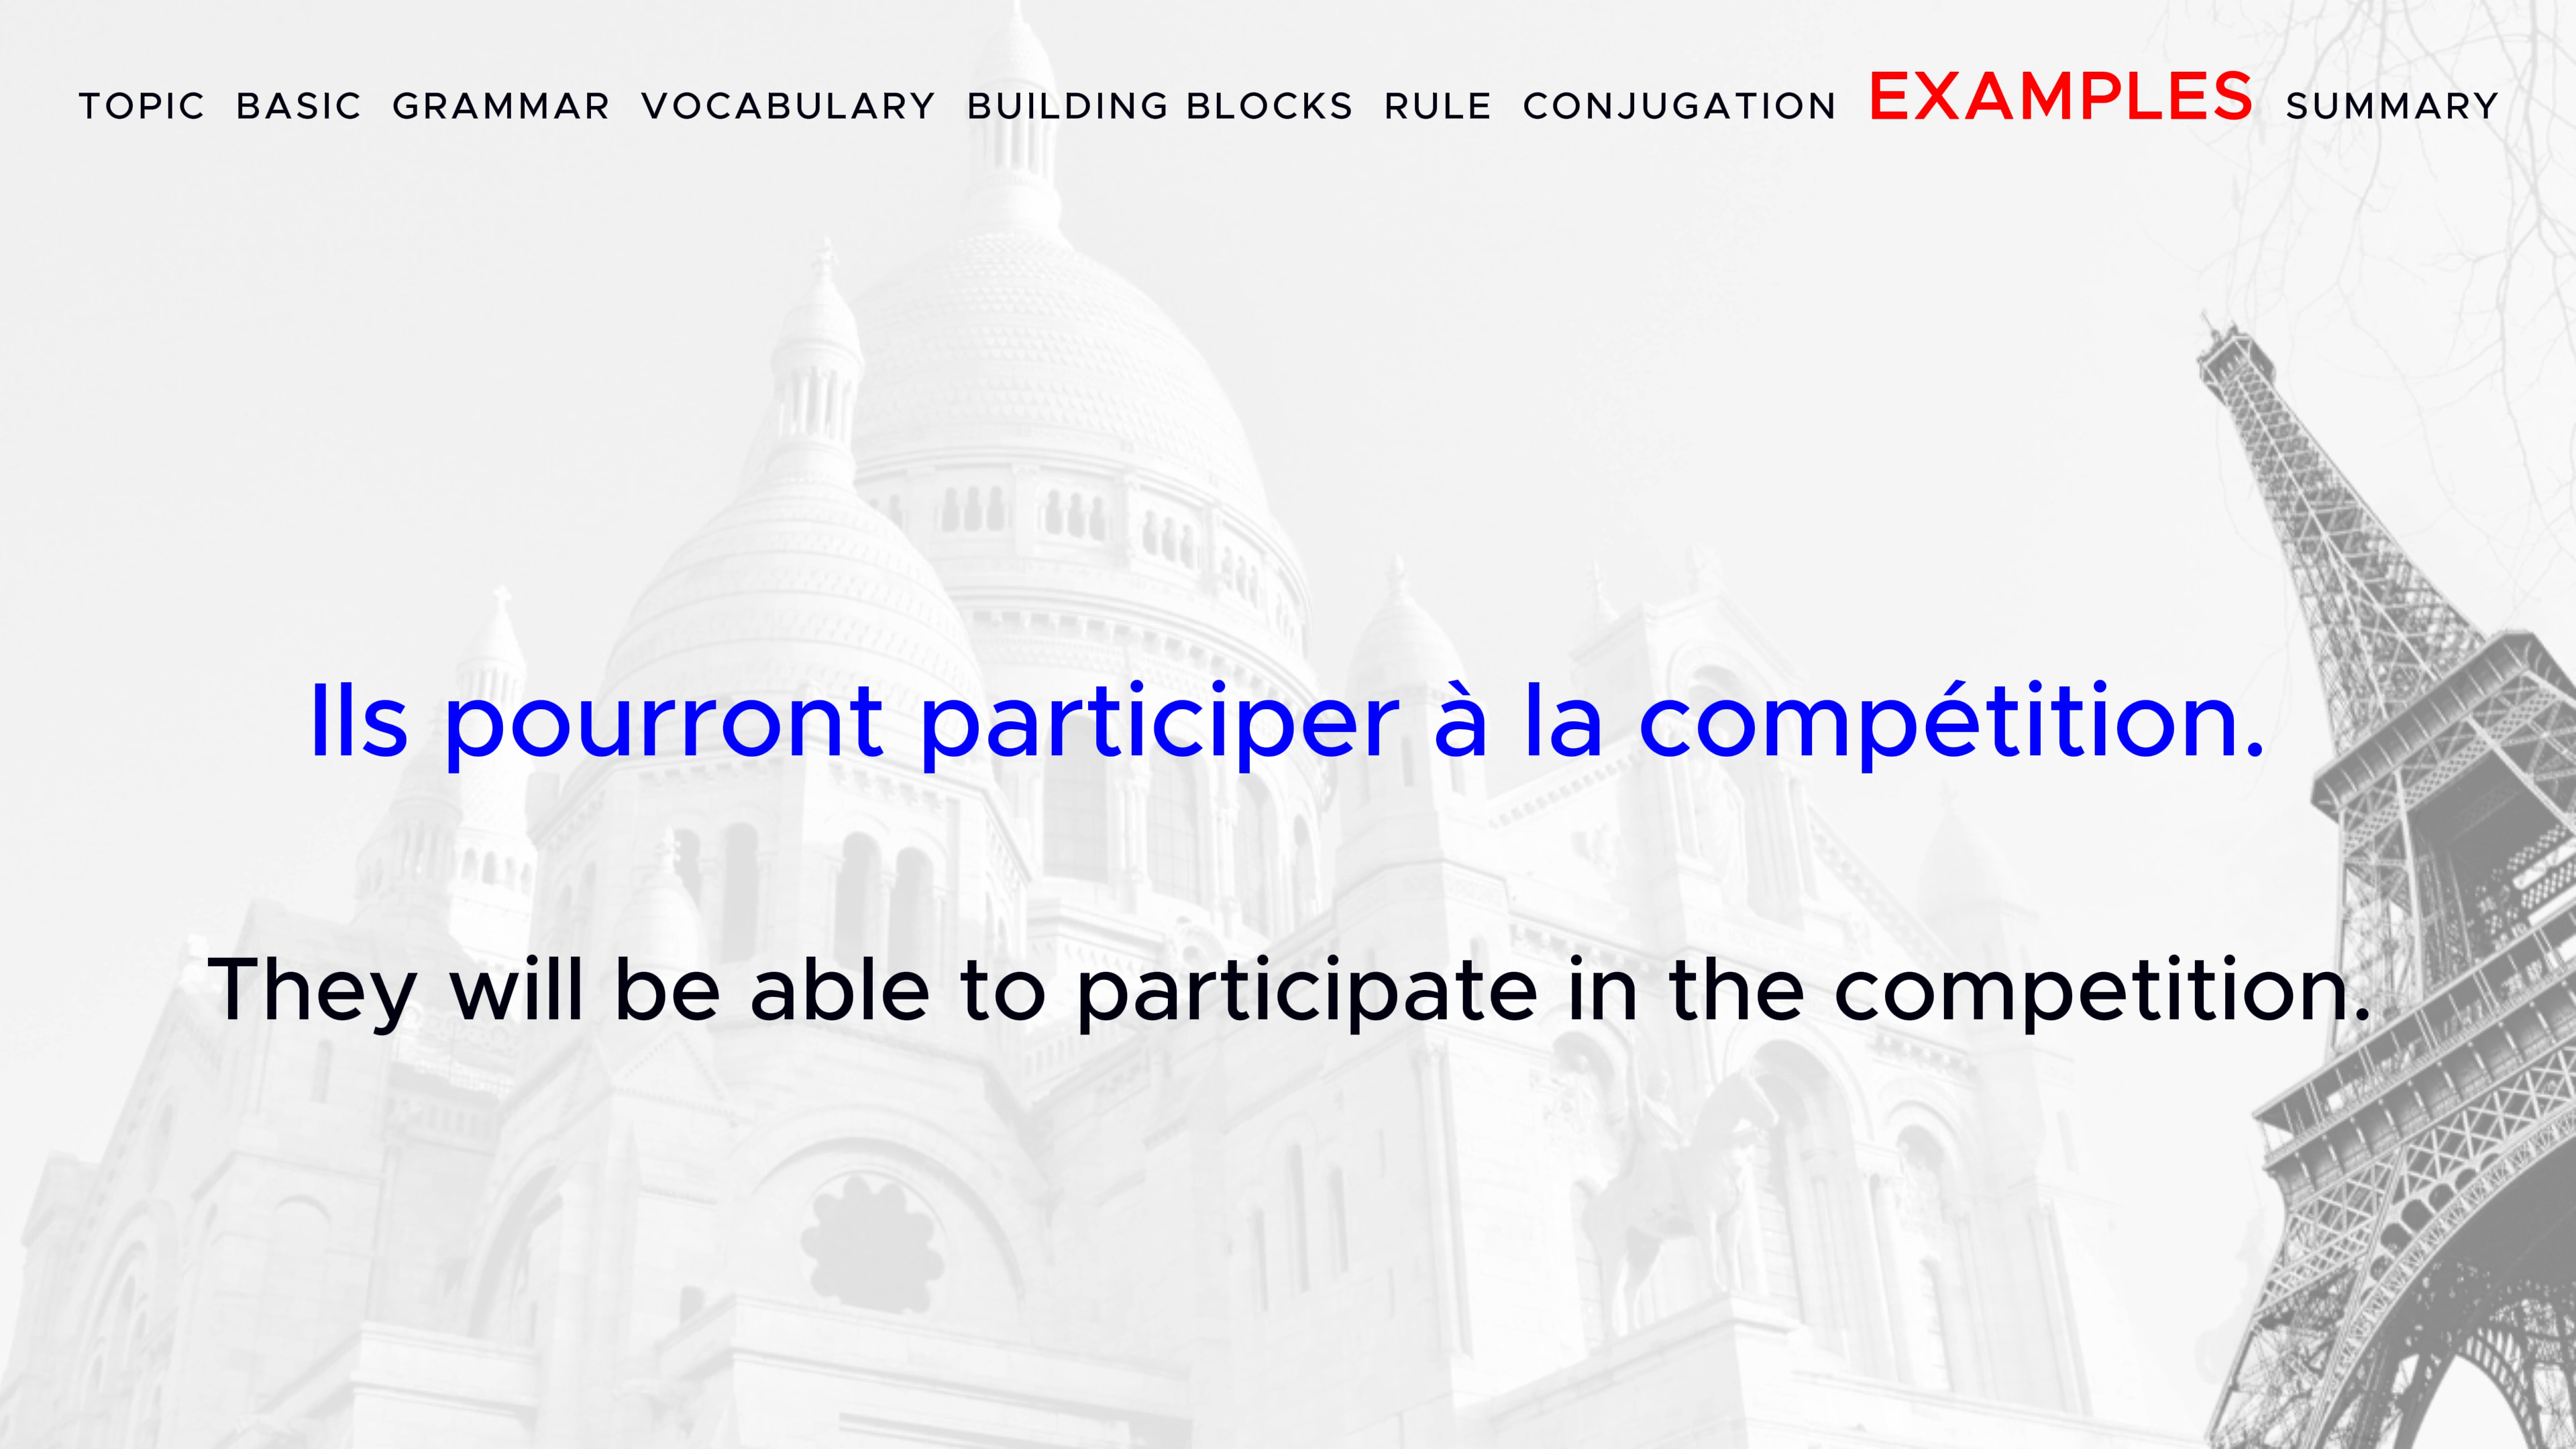 TOPIC BASIC GRAMMAR VOCABULARY BUILDING BLOCKS RULE CONJUGATION EXAMPLES SUMMARY
Ils pourront participer à la compétition.
They will be able to participate in the competition.